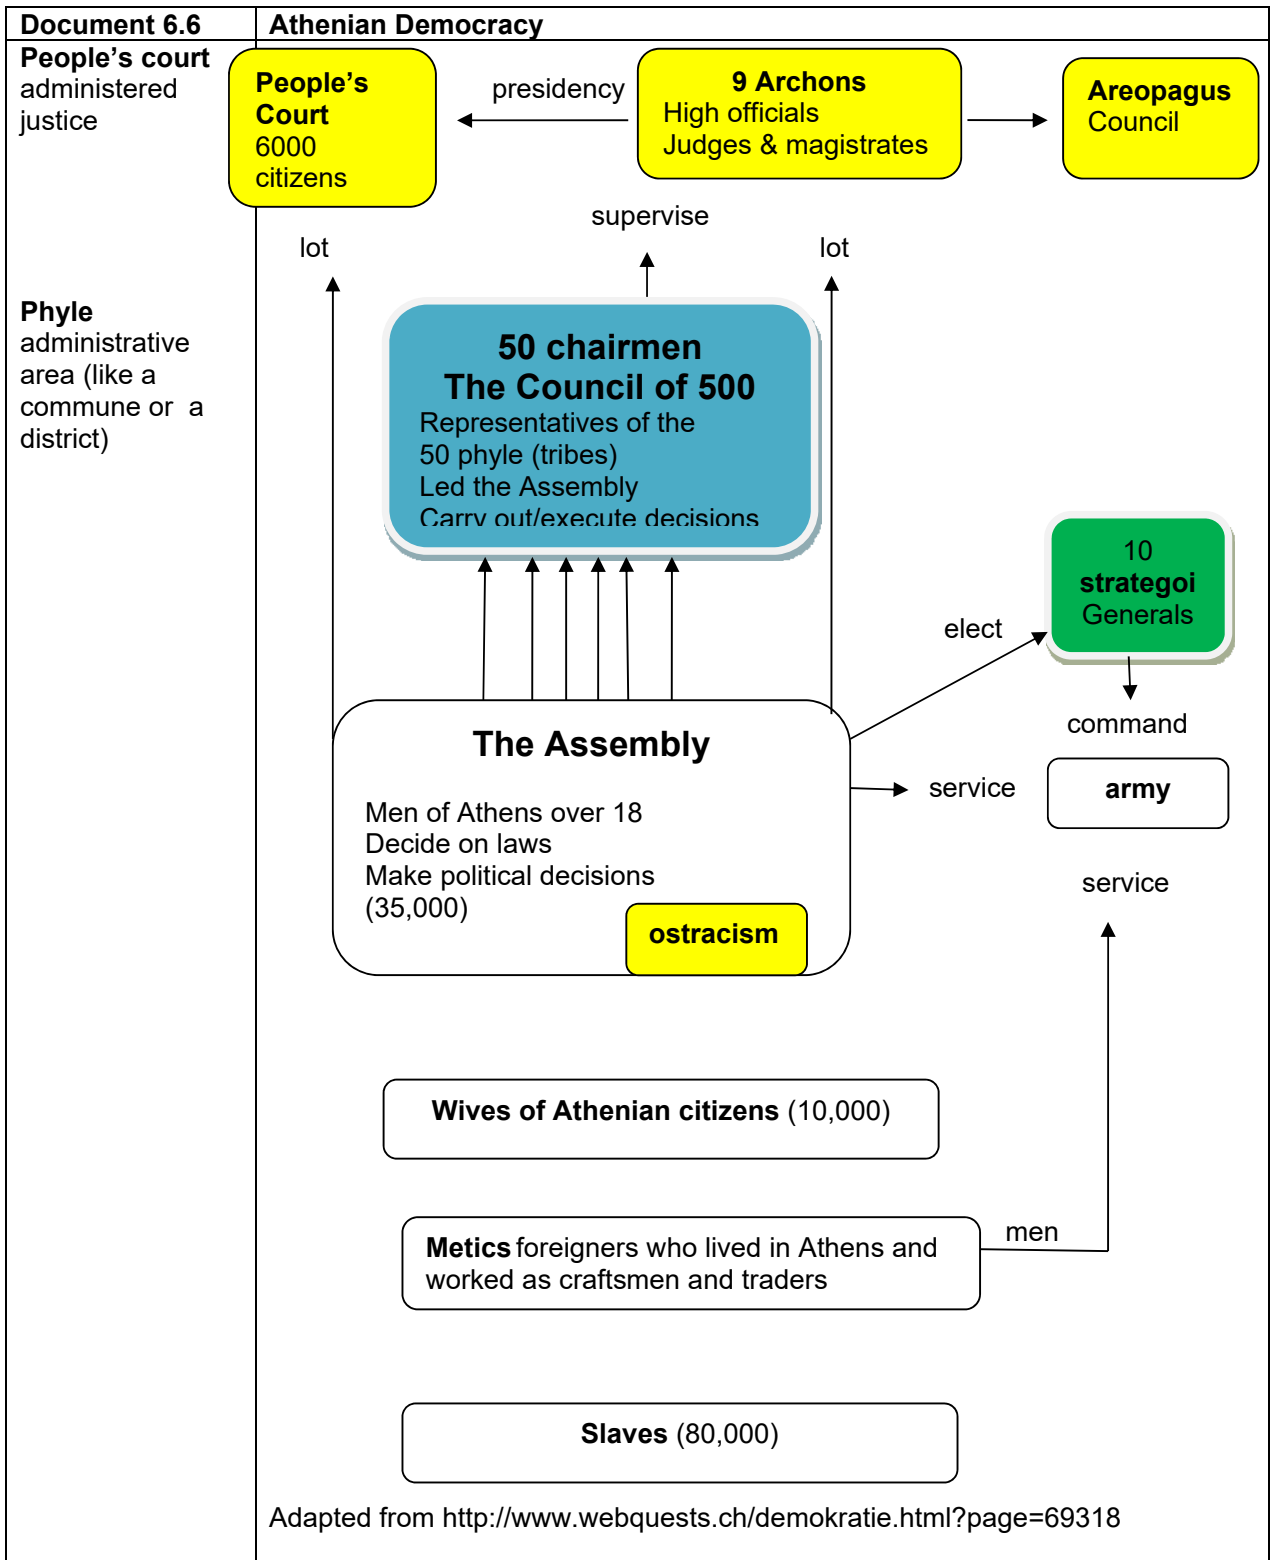 Document 6.6
Athenian Democracy
People’s court
administered
justice
Phyle
administrative
area (like a
commune or a
district)
People’s
Court
6000
citizens
presidency
9 Archons
High officials
Judges & magistrates
Areopagus
Council
supervise
lot
lot
50 chairmen
The Council of 500
Representatives of the
50 phyle (tribes)
Led the Assembly
Carry out/execute decisions
10
strategoi
Generals
elect
command
The Assembly
Men of Athens over 18
Decide on laws
Make political decisions
(35,000)
ostracism
service
army
service
Wives of Athenian citizens (10,000)
Metics foreigners who lived in Athens and
worked as craftsmen and traders
men
Slaves (80,000)
Adapted from http://www.webquests.ch/demokratie.html?page=69318